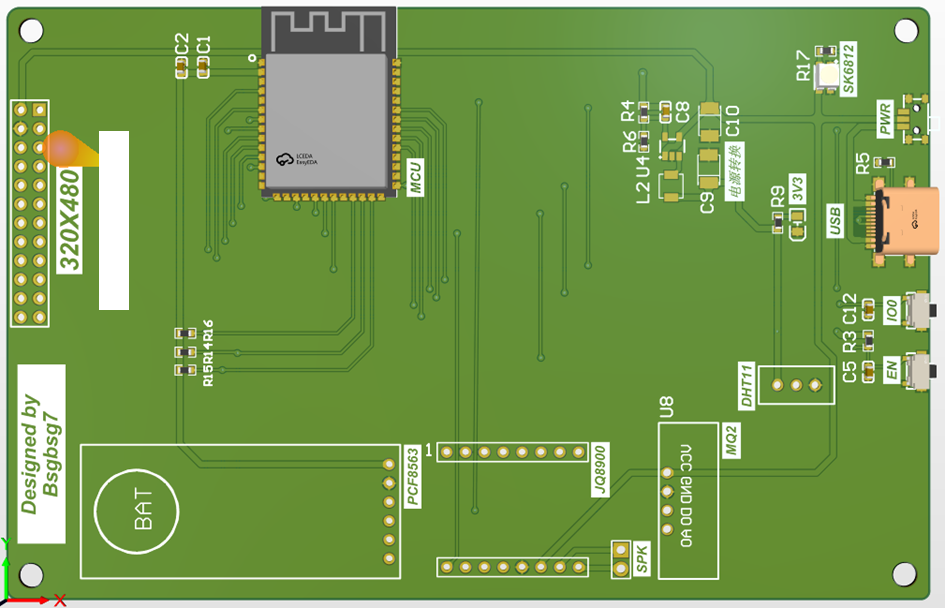 C2
C1
LCEDA
EasyEDA
MCU
R4
C8
C10
R6
U4
L2
C9
电源转换
R17
SK6812
PWR
R5
R9
3V3
USB
320X480
C12
IO0
R3
C5
EN
R16
R14
R15
DHT11
U8
MQ2
VCC GND DO AO
Designed by
Bsgbsg7
BAT
PCF8563
1
JQ8900
SPK
Y
X